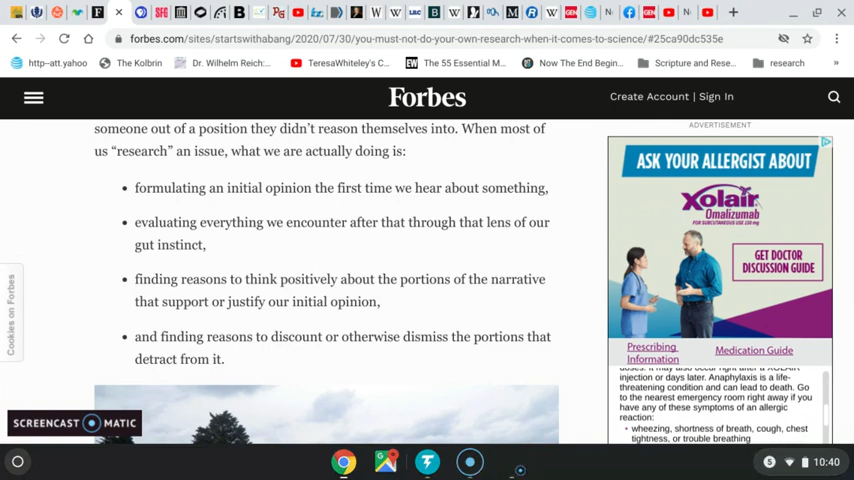 forbes.com/sites/startswithabang/2020/07/30/you-must-not-do-your-own-research-when-it-comes-to-science/#25ca90dc535e
http--att.yahoo The Kolbrin Dr. Wilhelm Reich:... TeresaWhiteley's C... EW The 55 Essential M... Now The End Begin... Scripture and Rese... research »
Forbes
Create Account | Sign In
someone out of a position they didn't reason themselves into. When most of
us "research" an issue, what we are actually doing is:
• formulating an initial opinion the first time we hear about something,
• evaluating everything we encounter after that through that lens of our
gut instinct,
• finding reasons to think positively about the portions of the narrative
that support or justify our initial opinion,
• and finding reasons to discount or otherwise dismiss the portions that
detract from it.
ADVERTISEMENT
ASK YOUR ALLERGIST ABOUT
Xolair
Omalizumab
FOR SUBCUTANEOUS USE 150 mg
GET DOCTOR
DISCUSSION GUIDE
Prescribing
Information
Medication Guide
injection or days later. Anaphylaxis is a life-
threatening condition and can lead to death. Go
to the nearest emergency room right away if you
have any of these symptoms of an allergic
reaction:
• wheezing, shortness of breath, cough, chest
tightness, or trouble breathing
Cookies on Forbes
SCREENCAST MATIC
5 10:40